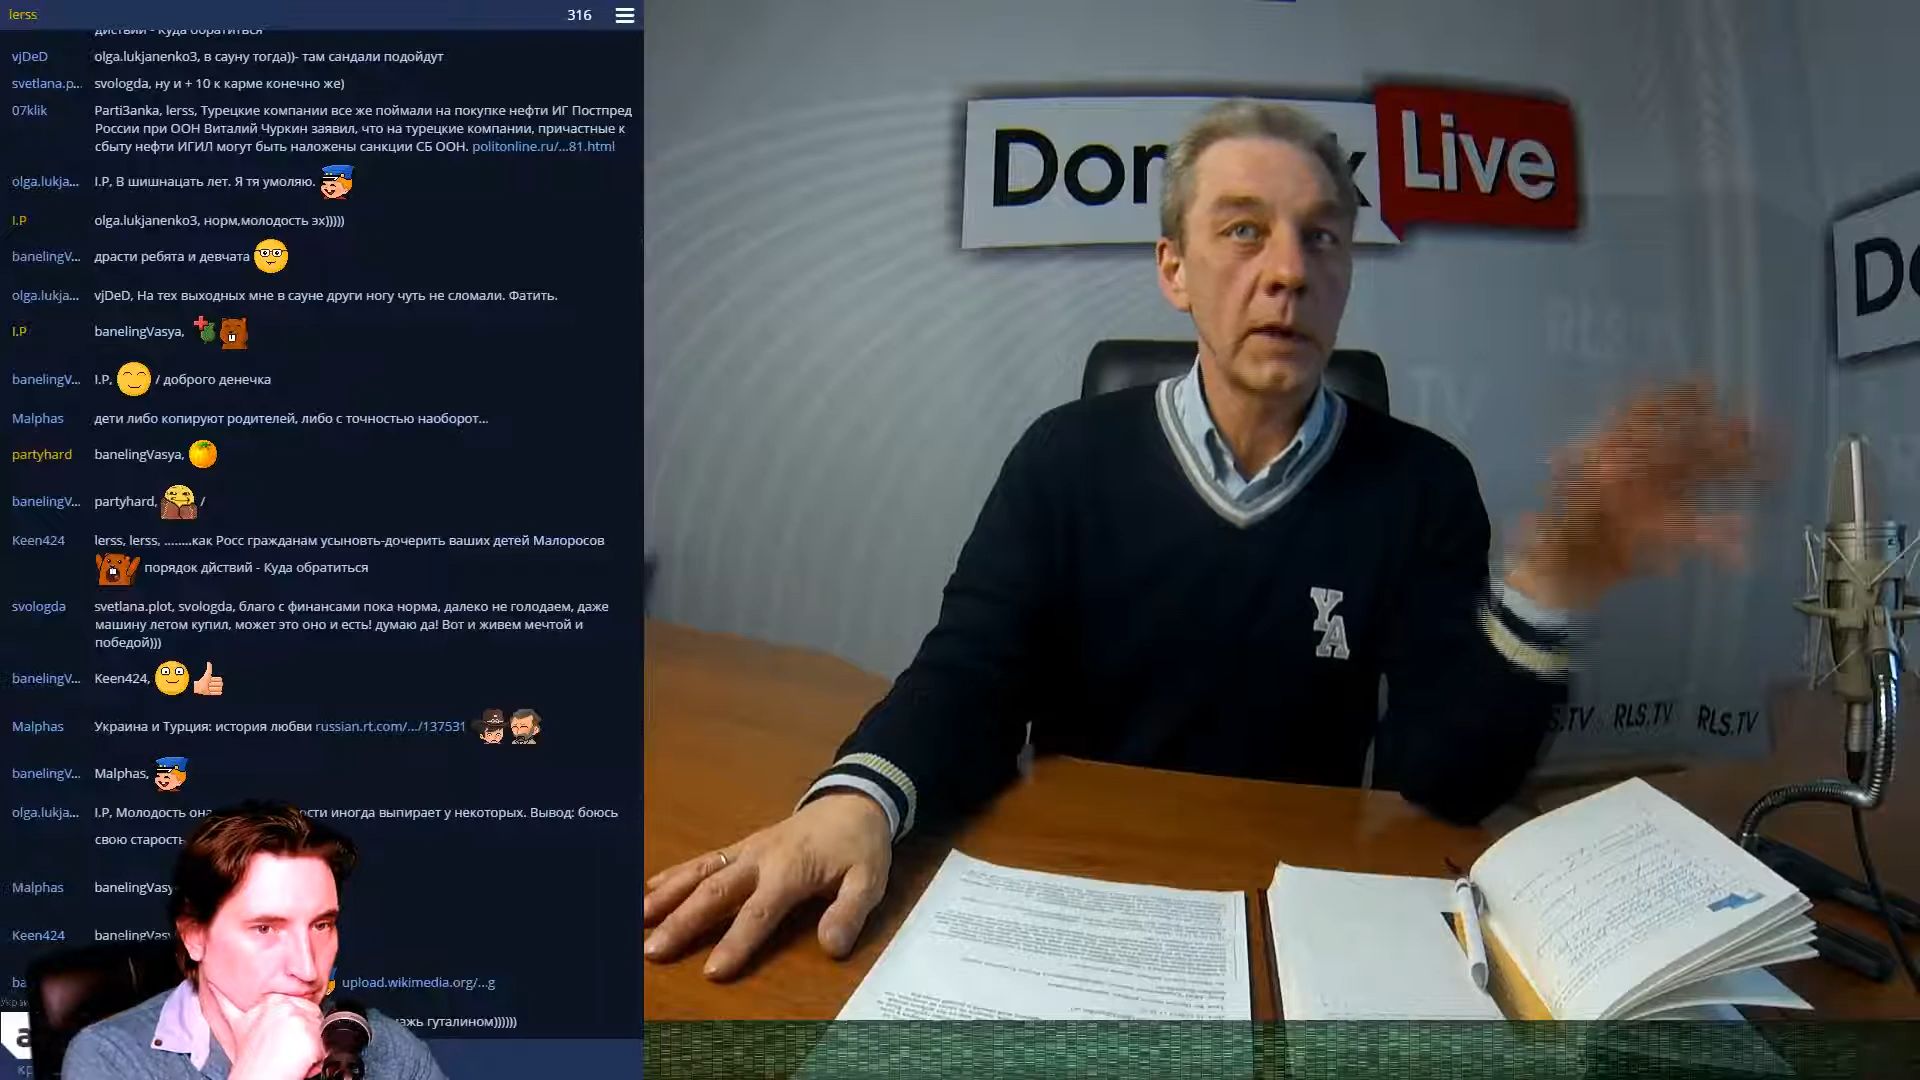 lerss
316
действий - Куда обратиться
vjDeD
olga.lukjanenko3, в сауну тогда))- там сандали подойдут
svetlana.p...
svologda, ну и + 10 к карме конечно же)
07klik
Parti3anka, lerss, Турецкие компании все же поймали на покупке нефти ИГ Постпред
России при ООН Виталий Чуркин заявил, что на турецкие компании, причастные к
сбыту нефти ИГИЛ могут быть наложены санкции СБ ООН. politonline.ru/...81.html
olga.lukja...
I.P, В шишнацать лет. Я тя умоляю.
I.P
olga.lukjanenko3, норм,молодость эх)))))
banelingV...
драсти ребята и девчата
olga.lukja...
vjDeD, На тех выходных мне в сауне други ногу чуть не сломали. Фатить.
I.P
banelingVasya,
banelingV...
I.P, / доброго денечка
Malphas
дети либо копируют родителей, либо с точностью наоборот...
partyhard
banelingVasya,
banelingV...
partyhard, /
Keen424
lerss, lerss, ........как Росс гражданам усыновть-дочерить ваших детей Малоросов
порядок дйствий - Куда обратиться
svologda
svetlana.plot, svologda, благо с финансами пока норма, далеко не голодаем, даже
машину летом купил, может это оно и есть! думаю да! Вот и живем мечтой и
победой)))
banelingV...
Keen424,
Malphas
Украина и Турция: история любви russian.rt.com/.../137531
banelingV...
Malphas,
olga.lukja...
I.P, Молодость она иногда выпирает у некоторых. Вывод: боюсь
свою старость
Malphas
banelingVasy
Keen424
banelingVasy
ba
upload.wikimedia.org/...g
гуталином))))))
Don k Live
YA
RLS.TV
RLS.TV